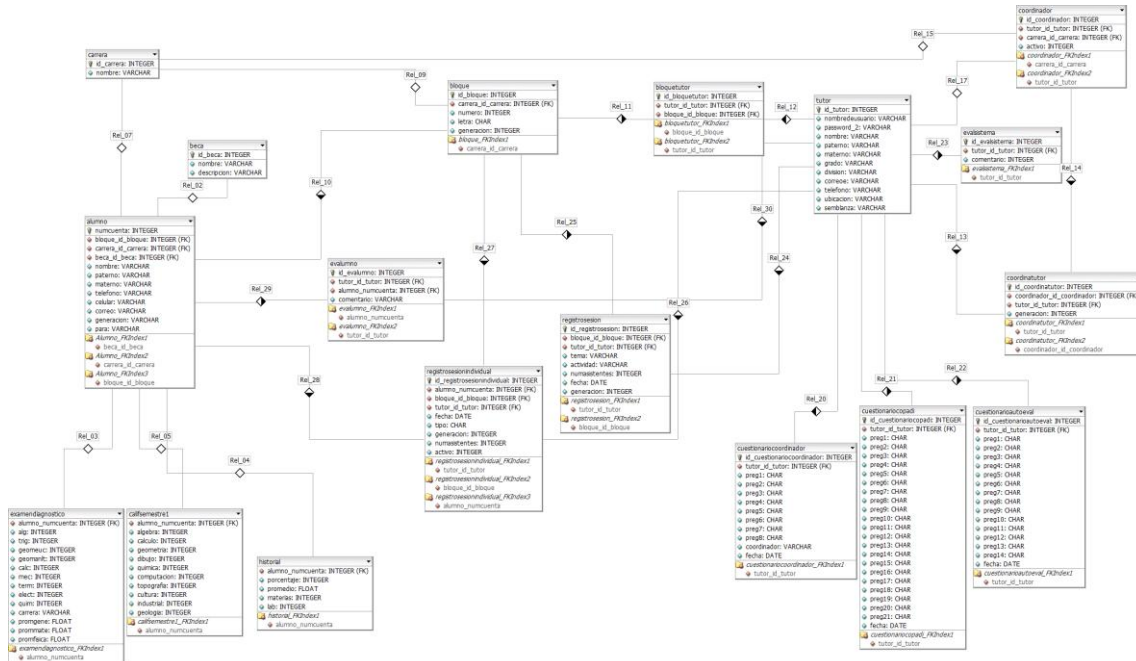 carrera
id_carrera: INTEGER
nombre: VARCHAR
Rel_07
Rel_09
Rel_15
beca
id_beca: INTEGER
nombre: VARCHAR
descripcion: VARCHAR
Rel_02
Rel_10
bloque
id_bloque: INTEGER
carrera_id_carrera: INTEGER (FK)
numero: INTEGER
letra: CHAR
generacion: INTEGER
bloque_FKIndex1
carrera_id_carrera
Rel_11
bloquetutor
id_bloquetutor: INTEGER
tutor_id_tutor: INTEGER (FK)
bloque_id_bloque: INTEGER (FK)
bloquetutor_FKIndex1
bloque_id_bloque
bloquetutor_FKIndex2
tutor_id_tutor
Rel_12
tutor
id_tutor: INTEGER
nombredeusuario: VARCHAR
password_2: VARCHAR
nombre: VARCHAR
paterno: VARCHAR
materno: VARCHAR
grado: VARCHAR
division: VARCHAR
correoe: VARCHAR
telefono: VARCHAR
ubicacion: VARCHAR
semblanza: VARCHAR
coordinador
id_coordinador: INTEGER
tutor_id_tutor: INTEGER (FK)
carrera_id_carrera: INTEGER (FK)
activo: INTEGER
coordinador_FKIndex1
carrera_id_carrera
coordinador_FKIndex2
tutor_id_tutor
Rel_17
evalsistema
id_evalsistema: INTEGER
tutor_id_tutor: INTEGER (FK)
comentario: INTEGER
evalsistema_FKIndex1
tutor_id_tutor
Rel_23
Rel_14
Rel_13
coordinatutor
id_coordinatutor: INTEGER
coordinador_id_coordinador: INTEGER (FK)
tutor_id_tutor: INTEGER (FK)
generacion: INTEGER
coordinatutor_FKIndex1
tutor_id_tutor
coordinatutor_FKIndex2
coordinador_id_coordinador
alumno
numcuenta: INTEGER
bloque_id_bloque: INTEGER (FK)
carrera_id_carrera: INTEGER (FK)
beca_id_beca: INTEGER (FK)
nombre: VARCHAR
paterno: VARCHAR
materno: VARCHAR
telefono: VARCHAR
celular: VARCHAR
correo: VARCHAR
generacion: VARCHAR
para: VARCHAR
Alumno_FKIndex1
beca_id_beca
Alumno_FKIndex2
carrera_id_carrera
Alumno_FKIndex3
bloque_id_bloque
Rel_29
evalumno
id_evalumno: INTEGER
tutor_id_tutor: INTEGER (FK)
alumno_numcuenta: INTEGER (FK)
comentario: VARCHAR
evalumno_FKIndex1
alumno_numcuenta
evalumno_FKIndex2
tutor_id_tutor
Rel_27
Rel_25
Rel_30
Rel_24
Rel_26
registrosesion
id_registrosesion: INTEGER
bloque_id_bloque: INTEGER (FK)
tutor_id_tutor: INTEGER (FK)
tema: VARCHAR
actividad: VARCHAR
numasistentes: INTEGER
fecha: DATE
generacion: INTEGER
registrosesion_FKIndex1
tutor_id_tutor
registrosesion_FKIndex2
bloque_id_bloque
Rel_28
registrosesionindividual
id_registrosesionindividual: INTEGER
alumno_numcuenta: INTEGER (FK)
bloque_id_bloque: INTEGER (FK)
tutor_id_tutor: INTEGER (FK)
fecha: DATE
tipo: CHAR
generacion: INTEGER
numasistentes: INTEGER
activo: INTEGER
registrosesionindividual_FKIndex1
tutor_id_tutor
registrosesionindividual_FKIndex2
bloque_id_bloque
registrosesionindividual_FKIndex3
alumno_numcuenta
Rel_20
Rel_21
Rel_22
cuestionariocoordinador
id_cuestionariocoordinador: INTEGER
tutor_id_tutor: INTEGER (FK)
preg1: CHAR
preg2: CHAR
preg3: CHAR
preg4: CHAR
preg5: CHAR
preg6: CHAR
preg7: CHAR
preg8: CHAR
coordinador: VARCHAR
fecha: DATE
cuestionariocoordinador_FKIndex1
tutor_id_tutor
cuestionariocopadi
id_cuestionariocopadi: INTEGER
tutor_id_tutor: INTEGER (FK)
preg1: CHAR
preg2: CHAR
preg3: CHAR
preg4: CHAR
preg5: CHAR
preg6: CHAR
preg7: CHAR
preg8: CHAR
preg9: CHAR
preg10: CHAR
preg11: CHAR
preg12: CHAR
preg13: CHAR
preg14: CHAR
preg15: CHAR
preg16: CHAR
preg17: CHAR
preg18: CHAR
preg19: CHAR
preg20: CHAR
preg21: CHAR
fecha: DATE
cuestionariocopadi_FKIndex1
tutor_id_tutor
cuestionarioautoeval
id_cuestionarioautoeval: INTEGER
tutor_id_tutor: INTEGER (FK)
preg1: CHAR
preg2: CHAR
preg3: CHAR
preg4: CHAR
preg5: CHAR
preg6: CHAR
preg7: CHAR
preg8: CHAR
preg9: CHAR
preg10: CHAR
preg11: CHAR
preg12: CHAR
preg13: CHAR
preg14: CHAR
fecha: DATE
cuestionarioautoeval_FKIndex1
tutor_id_tutor
Rel_03
Rel_05
Rel_04
examendiagnostico
alumno_numcuenta: INTEGER (FK)
alg: INTEGER
trig: INTEGER
geomeuc: INTEGER
geomanlt: INTEGER
calc: INTEGER
mec: INTEGER
term: INTEGER
elect: INTEGER
quim: INTEGER
carrera: VARCHAR
promgene: FLOAT
prommate: FLOAT
promfisica: FLOAT
examendiagnostico_FKIndex1
alumno_numcuenta
califsemestre1
alumno_numcuenta: INTEGER (FK)
algebra: INTEGER
calculo: INTEGER
geometria: INTEGER
dibujo: INTEGER
quimica: INTEGER
computacion: INTEGER
topografia: INTEGER
cultura: INTEGER
industrial: INTEGER
geologia: INTEGER
califsemestre1_FKIndex1
alumno_numcuenta
historial
alumno_numcuenta: INTEGER (FK)
porcentaje: INTEGER
promedio: FLOAT
materias: INTEGER
lab: INTEGER
historial_FKIndex1
alumno_numcuenta